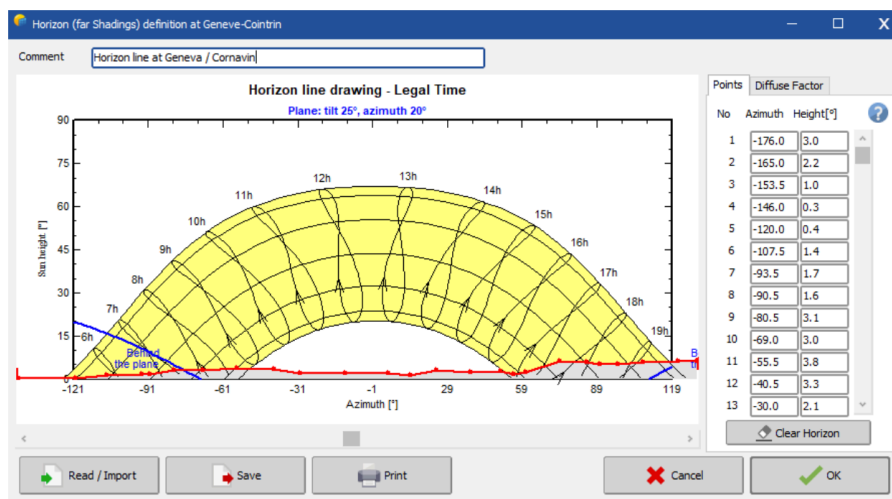 Horizon (far Shadings) definition at Geneve-Cointrin
Comment Horizon line at Geneva / Cornavin
Horizon line drawing - Legal Time
Plane: tilt 25°, azimuth 20°
90
75
60
45
30
15
0
Sun height [°]
6h
7h
8h
9h
10h
11h
12h
13h
14h
15h
16h
17h
18h
19h
Behind
the plane
B
-121 -91 -61 -31 -1 29 59 89 119
Azimuth [°]
Points Diffuse Factor
No Azimuth Height[°]
1 -176.0 3.0
2 -165.0 2.2
3 -153.5 1.0
4 -146.0 0.3
5 -120.0 0.4
6 -107.5 1.4
7 -93.5 1.7
8 -90.5 1.6
9 -80.5 3.1
10 -69.0 3.0
11 -55.5 3.8
12 -40.5 3.3
13 -30.0 2.1
Clear Horizon
Read / Import Save Print Cancel OK